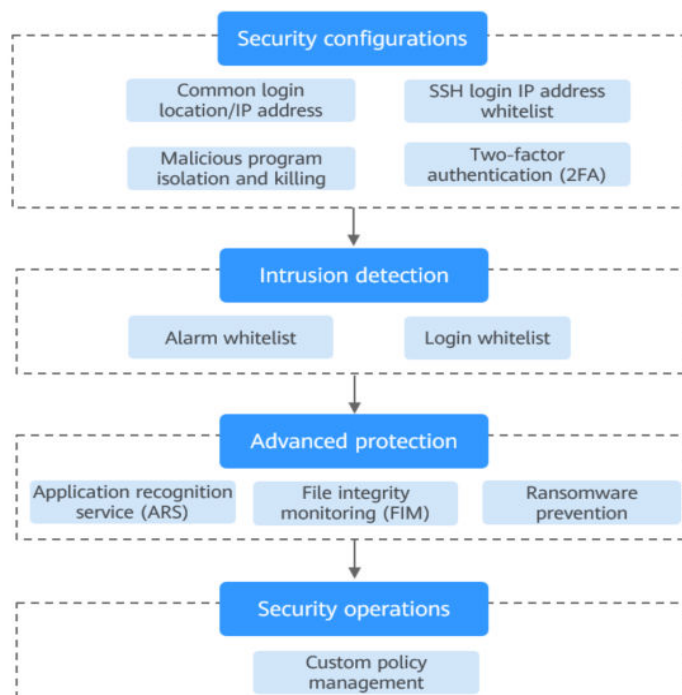 Security configurations
Common login
location/IP address
SSH login IP address
whitelist
Malicious program
isolation and killing
Two-factor
authentication (2FA)
Intrusion detection
Alarm whitelist
Login whitelist
Advanced protection
Application recognition
service (ARS)
File integrity
monitoring (FIM)
Ransomware
prevention
Security operations
Custom policy
management